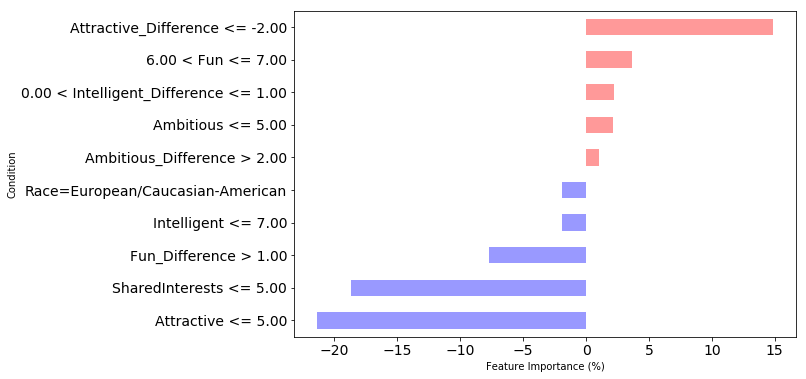 Attractive_Difference <= -2.00
6.00 < Fun <= 7.00
0.00 < Intelligent_Difference <= 1.00
Ambitious <= 5.00
Ambitious_Difference > 2.00
Race=European/Caucasian-American
Intelligent <= 7.00
Fun_Difference > 1.00
SharedInterests <= 5.00
Attractive <= 5.00
Condition
−20 −15 −10 −5 0 5 10 15
Feature Importance (%)